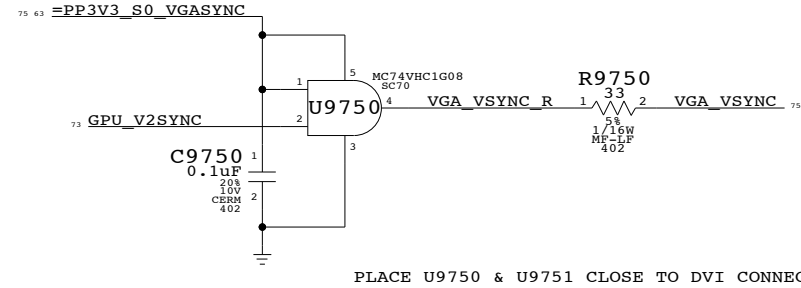 75 63 =PP3V3_S0_VGASYNC
5
MC74VHC1G08
SC70
1
U9750
4
VGA_VSYNC_R
R9750
33
1
2
VGA_VSYNC
75
5%
1/16W
MF-LF
402
73 GPU_V2SYNC
2
3
C9750
1
0.1uF
20%
10V
CERM
402
2
PLACE U9750 & U9751 CLOSE TO DVI CONNEC